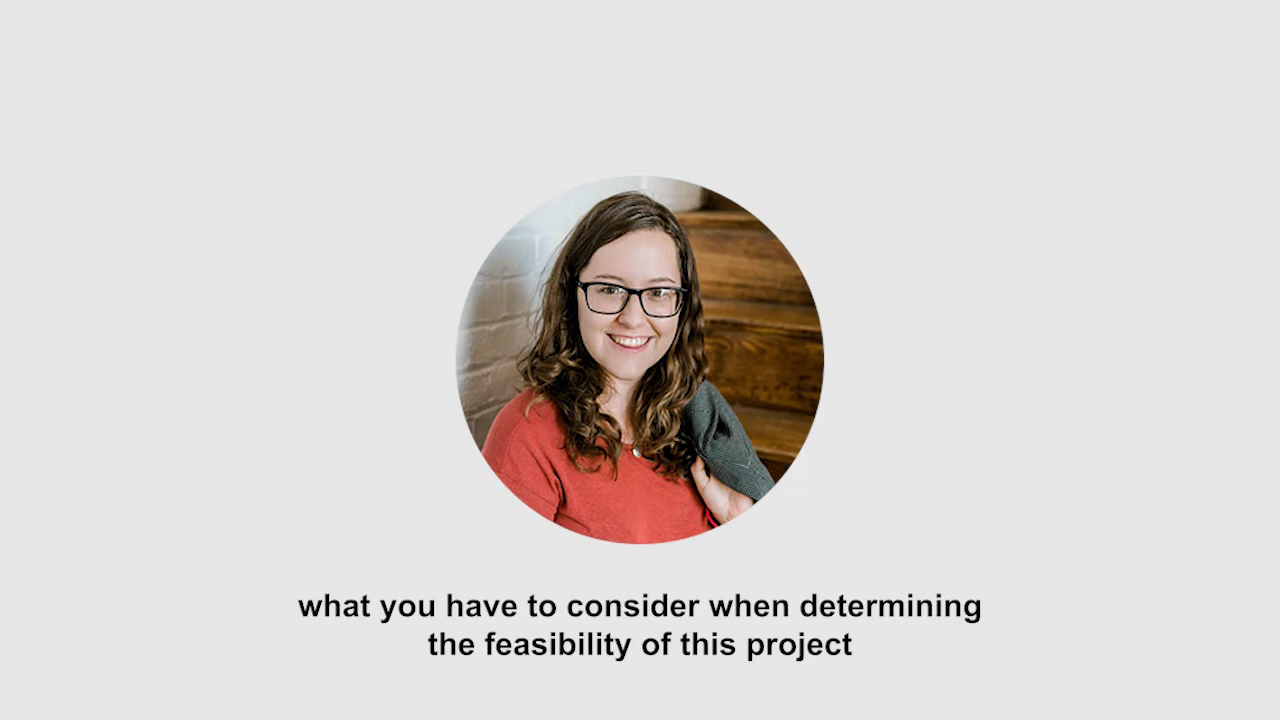 what you have to consider when determining
the feasibility of this project